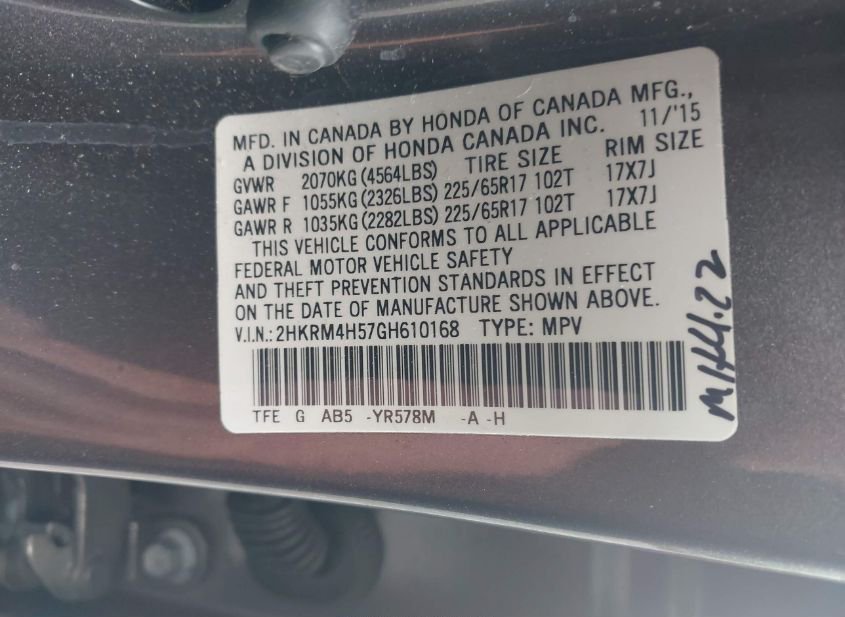 MFD. IN CANADA BY HONDA OF CANADA MFG.,
A DIVISION OF HONDA CANADA INC. 11/'15
GVWR 2070KG (4564LBS) TIRE SIZE RIM SIZE
GAWR F 1055KG (2326LBS) 225/65R17 102T 17X7J
GAWR R 1035KG (2282LBS) 225/65R17 102T 17X7J
THIS VEHICLE CONFORMS TO ALL APPLICABLE
FEDERAL MOTOR VEHICLE SAFETY
AND THEFT PREVENTION STANDARDS IN EFFECT
ON THE DATE OF MANUFACTURE SHOWN ABOVE.
V.I.N.: 2HKRM4H57GH610168 TYPE: MPV
TFE G AB5 -YR578M -A -H